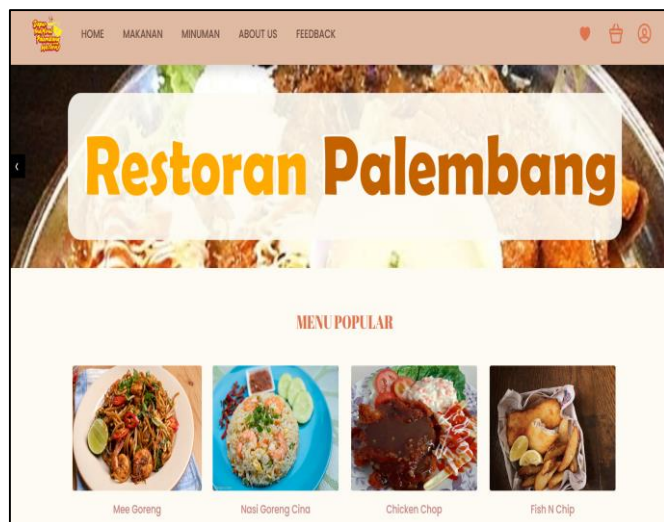 HOME MAKANAN MINUMAN ABOUT US FEEDBACK
Restoran Palembang
MENU POPULAR
Mee Goreng Nasi Goreng Cina Chicken Chop Fish N Chip